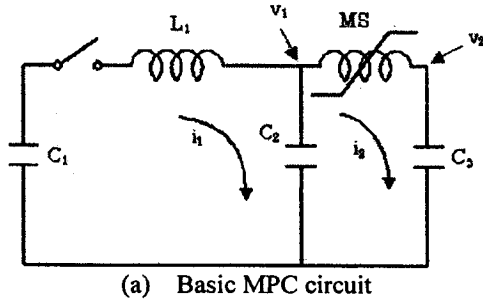 L₁
v₁
MS
v₂
C₁
i₁
C₂
i₂
C₃
(a) Basic MPC circuit